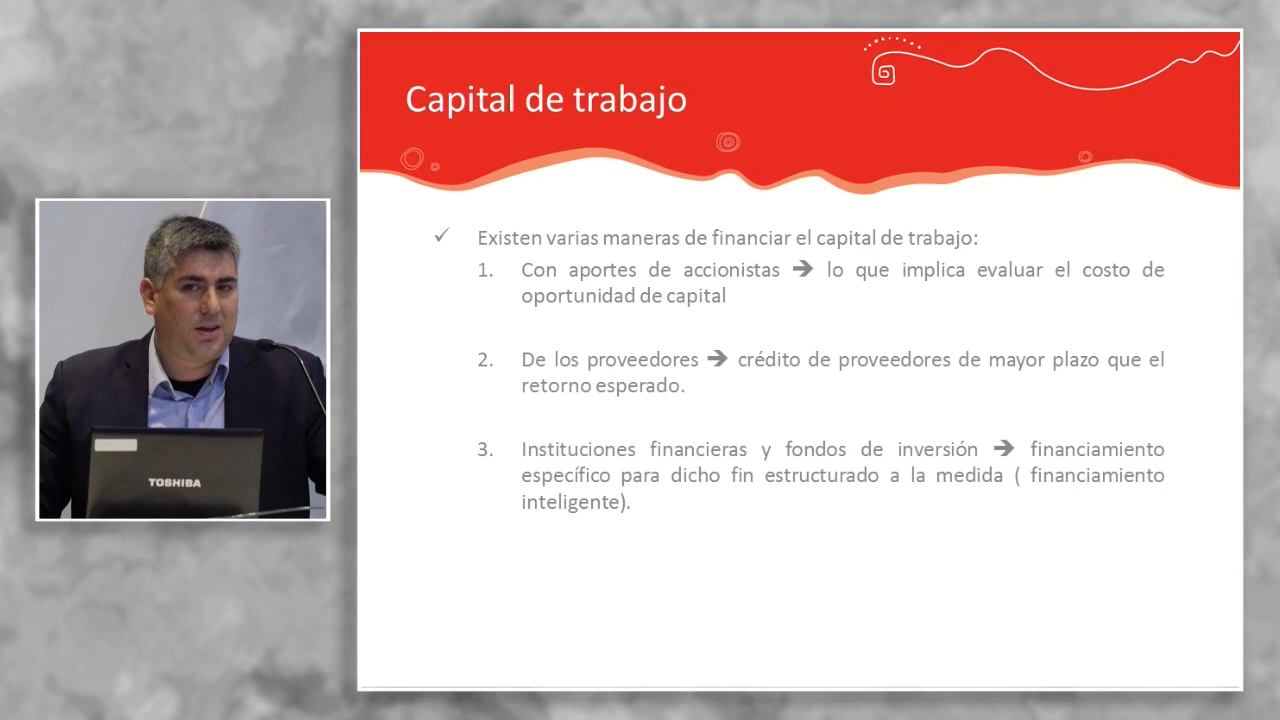 Capital de trabajo
✓ Existen varias maneras de financiar el capital de trabajo:
1. Con aportes de accionistas → lo que implica evaluar el costo de
oportunidad de capital
2. De los proveedores → crédito de proveedores de mayor plazo que el
retorno esperado.
3. Instituciones financieras y fondos de inversión → financiamiento
específico para dicho fin estructurado a la medida ( financiamiento
inteligente).
TOSHIBA